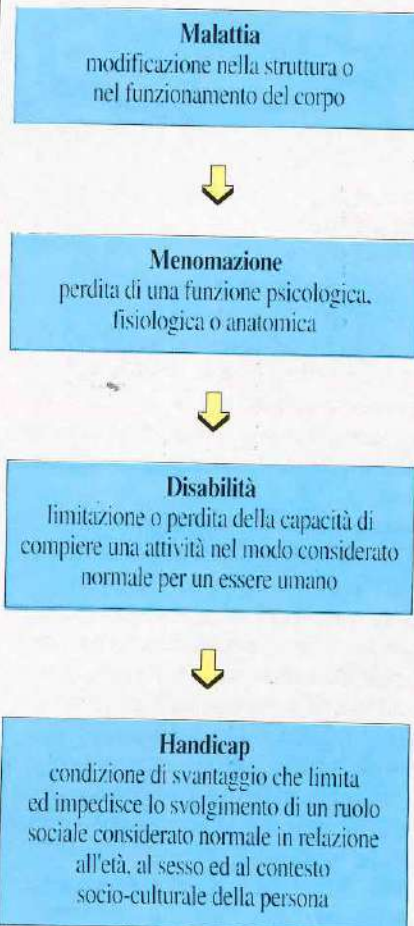 Malattia
modificazione nella struttura o
nel funzionamento del corpo
Menomazione
perdita di una funzione psicologica,
fisiologica o anatomica
Disabilità
limitazione o perdita della capacità di
compiere una attività nel modo considerato
normale per un essere umano
Handicap
condizione di svantaggio che limita
ed impedisce lo svolgimento di un ruolo
sociale considerato normale in relazione
all'età, al sesso ed al contesto
socio-culturale della persona